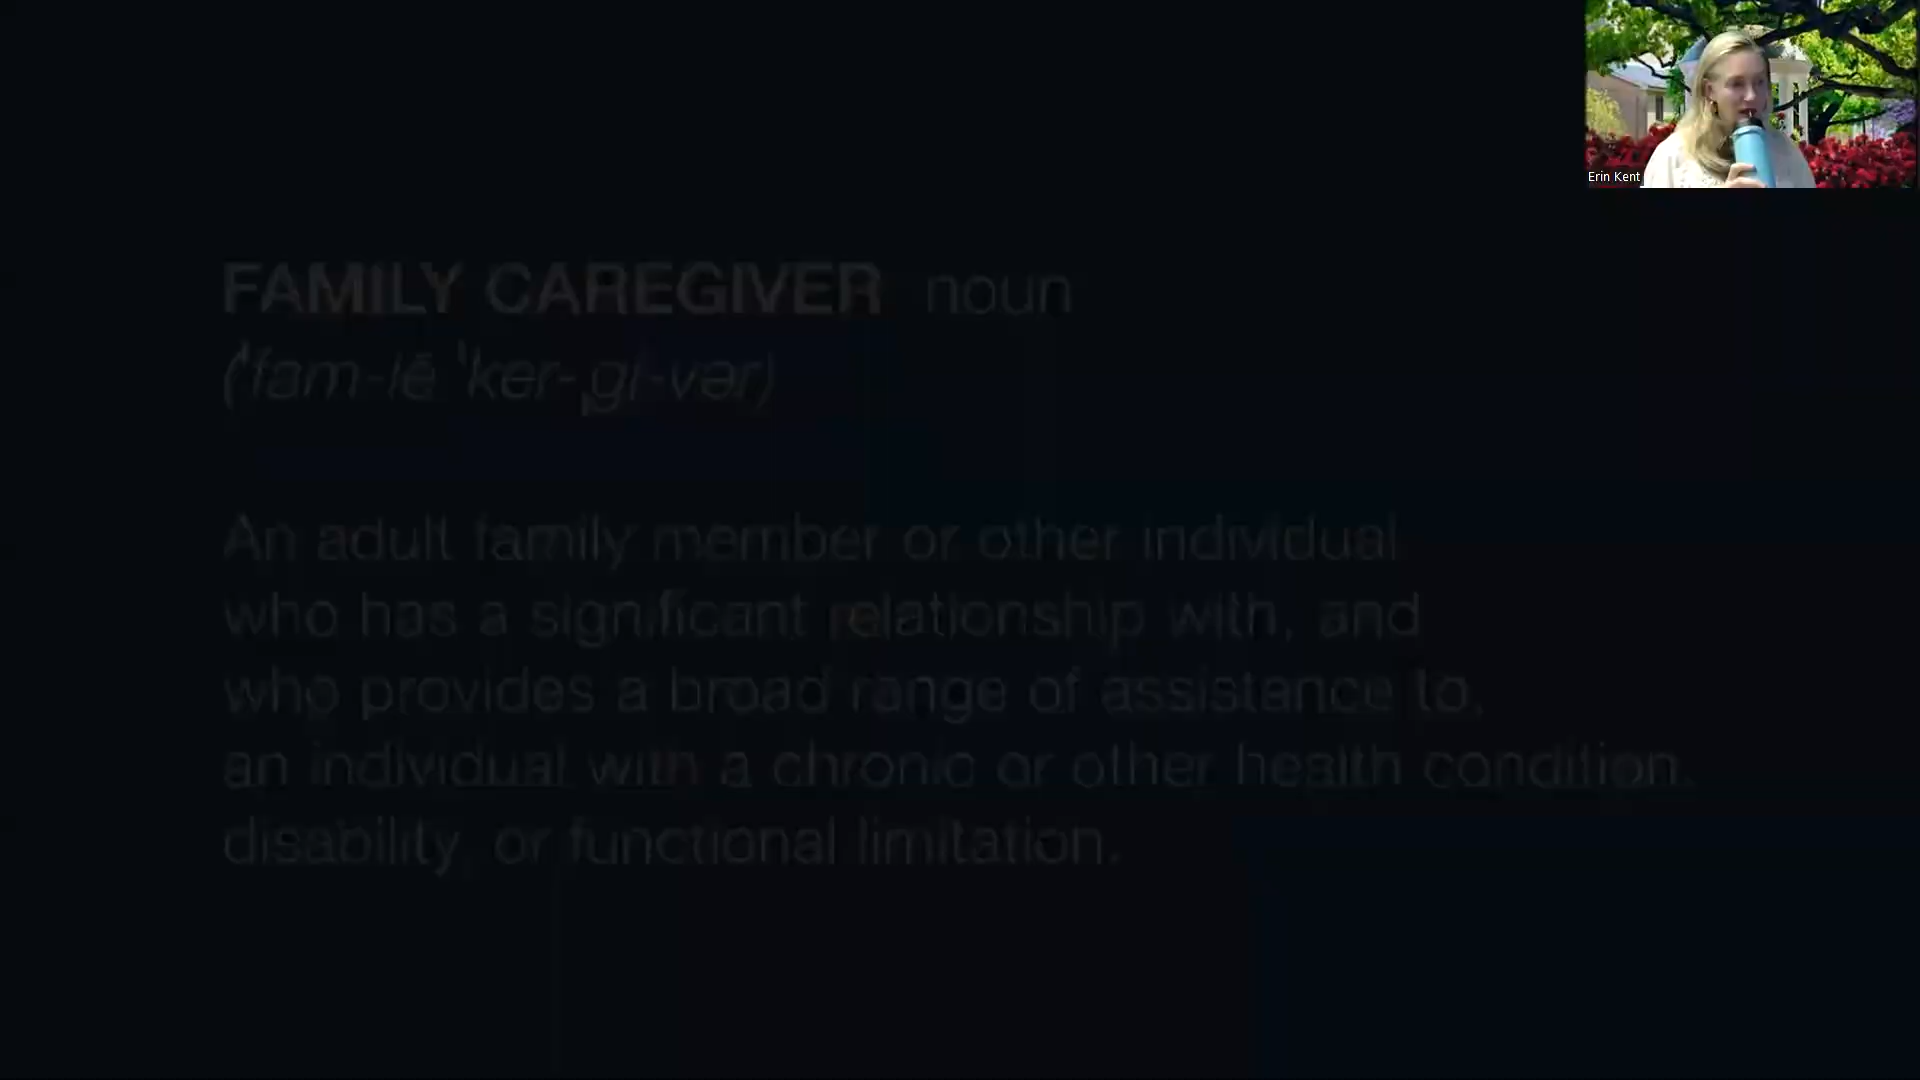 Erin Kent
FAMILY CAREGIVER noun
(ˈfam-lē ˈker-ˌgi-vər)
An adult family member or other individual
who has a significant relationship with, and
who provides a broad range of assistance to,
an individual with a chronic or other health condition,
disability, or functional limitation.